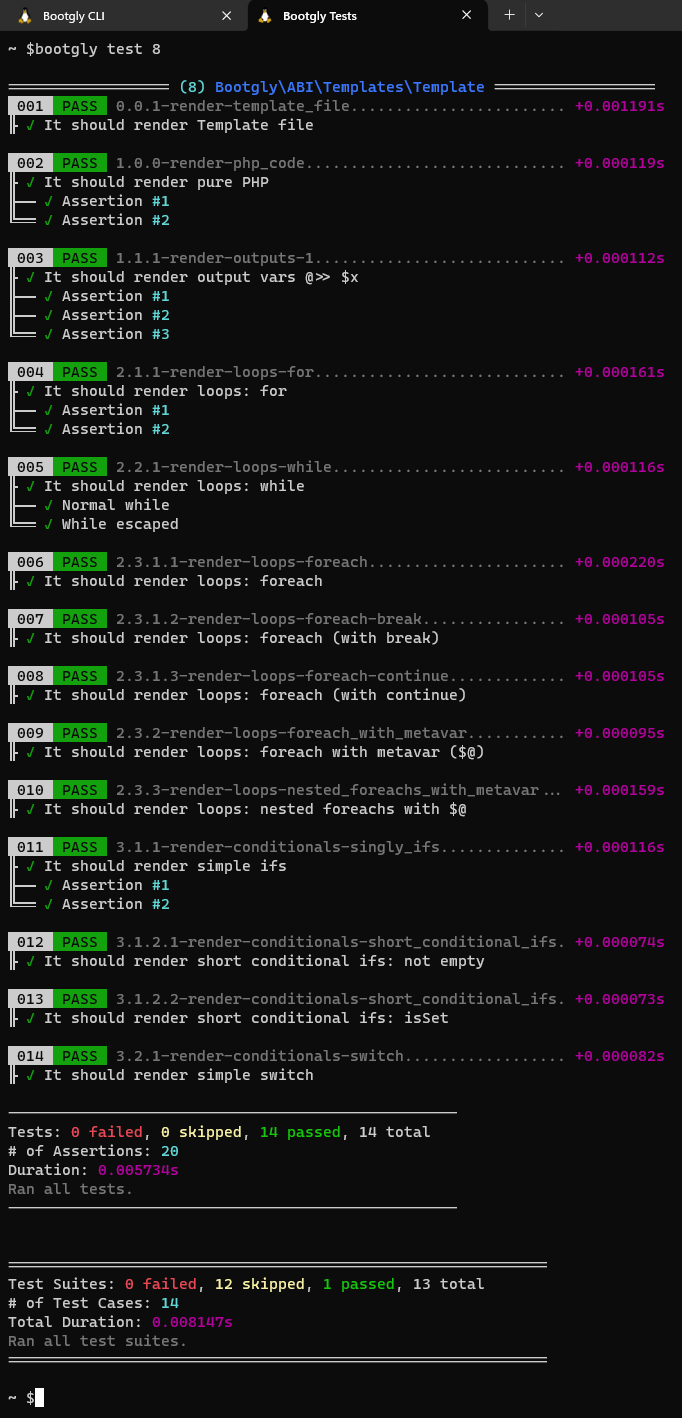 Bootgly CLI
Bootgly Tests
~ $bootgly test 8
(8) Bootgly\ABI\Templates\Template
001 PASS 0.0.1-render-template_file........................ +0.001191s
✓ It should render Template file
002 PASS 1.0.0-render-php_code............................. +0.000119s
✓ It should render pure PHP
✓ Assertion #1
✓ Assertion #2
003 PASS 1.1.1-render-outputs-1............................ +0.000112s
✓ It should render output vars @>> $x
✓ Assertion #1
✓ Assertion #2
✓ Assertion #3
004 PASS 2.1.1-render-loops-for............................ +0.000161s
✓ It should render loops: for
✓ Assertion #1
✓ Assertion #2
005 PASS 2.2.1-render-loops-while.......................... +0.000116s
✓ It should render loops: while
✓ Normal while
✓ While escaped
006 PASS 2.3.1.1-render-loops-foreach...................... +0.000220s
✓ It should render loops: foreach
007 PASS 2.3.1.2-render-loops-foreach-break................ +0.000105s
✓ It should render loops: foreach (with break)
008 PASS 2.3.1.3-render-loops-foreach-continue............. +0.000105s
✓ It should render loops: foreach (with continue)
009 PASS 2.3.2-render-loops-foreach_with_metavar........... +0.000095s
✓ It should render loops: foreach with metavar ($@)
010 PASS 2.3.3-render-loops-nested_foreachs_with_metavar... +0.000159s
✓ It should render loops: nested foreachs with $@
011 PASS 3.1.1-render-conditionals-singly_ifs.............. +0.000116s
✓ It should render simple ifs
✓ Assertion #1
✓ Assertion #2
012 PASS 3.1.2.1-render-conditionals-short_conditional_ifs. +0.000074s
✓ It should render short conditional ifs: not empty
013 PASS 3.1.2.2-render-conditionals-short_conditional_ifs. +0.000073s
✓ It should render short conditional ifs: isSet
014 PASS 3.2.1-render-conditionals-switch.................. +0.000082s
✓ It should render simple switch
Tests: 0 failed, 0 skipped, 14 passed, 14 total
# of Assertions: 20
Duration: 0.005734s
Ran all tests.
Test Suites: 0 failed, 12 skipped, 1 passed, 13 total
# of Test Cases: 14
Total Duration: 0.008147s
Ran all test suites.
~ $